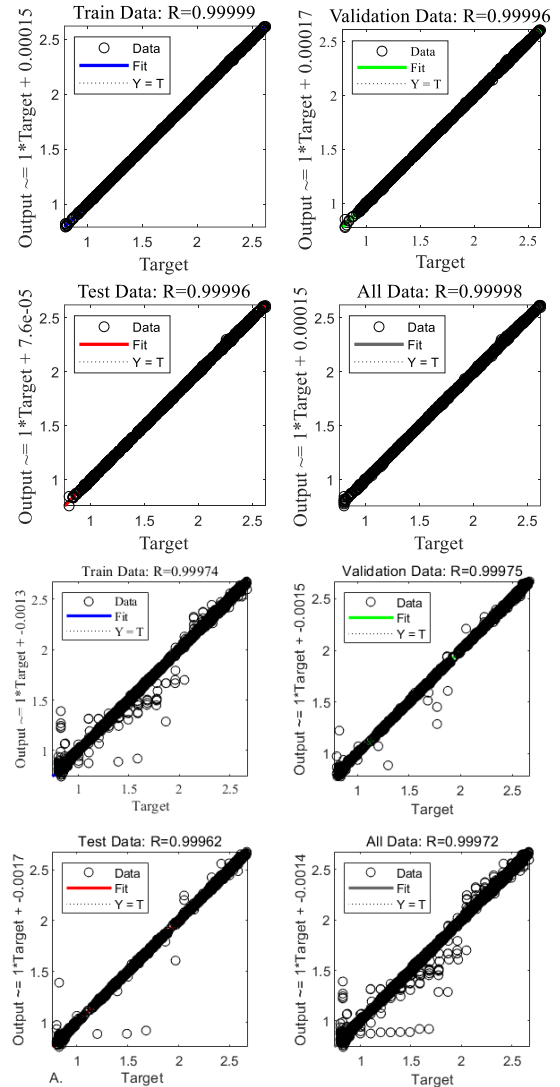 Train Data: R=0.99999
Output ~= 1*Target + 0.00015
2.5
2
1.5
1
Data
Fit
Y = T
1
1.5
2
2.5
Target
Validation Data: R=0.99996
Output ~= 1*Target + 0.00017
2.5
2
1.5
1
Data
Fit
Y = T
1
1.5
2
2.5
Target
Test Data: R=0.99996
Output ~= 1*Target + 7.6e-05
2.5
2
1.5
1
Data
Fit
Y = T
1
1.5
2
2.5
Target
All Data: R=0.99998
Output ~= 1*Target + 0.00015
2.5
2
1.5
1
Data
Fit
Y = T
1
1.5
2
2.5
Target
Train Data: R=0.99974
Output ~= 1*Target + -0.0013
2.5
2
1.5
1
Data
Fit
Y = T
1
1.5
2
2.5
Target
Validation Data: R=0.99975
Output ~= 1*Target + -0.0015
2.5
2
1.5
1
Data
Fit
Y = T
1
1.5
2
2.5
Target
Test Data: R=0.99962
Output ~= 1*Target + -0.0017
2.5
2
1.5
1
Data
Fit
Y = T
1
1.5
2
2.5
A.
Target
All Data: R=0.99972
Output ~= 1*Target + -0.0014
2.5
2
1.5
1
Data
Fit
Y = T
1
1.5
2
2.5
Target